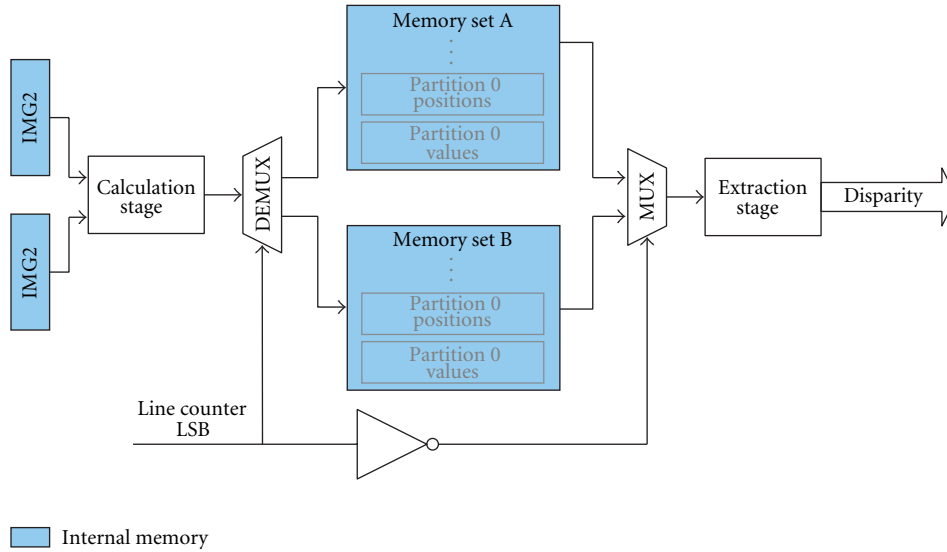 IMG2
IMG2
Calculation
stage
DEMUX
Memory set A
Partition 0
positions
Partition 0
values
Memory set B
Partition 0
positions
Partition 0
values
MUX
Extraction
stage
Disparity
Line counter
LSB
Internal memory